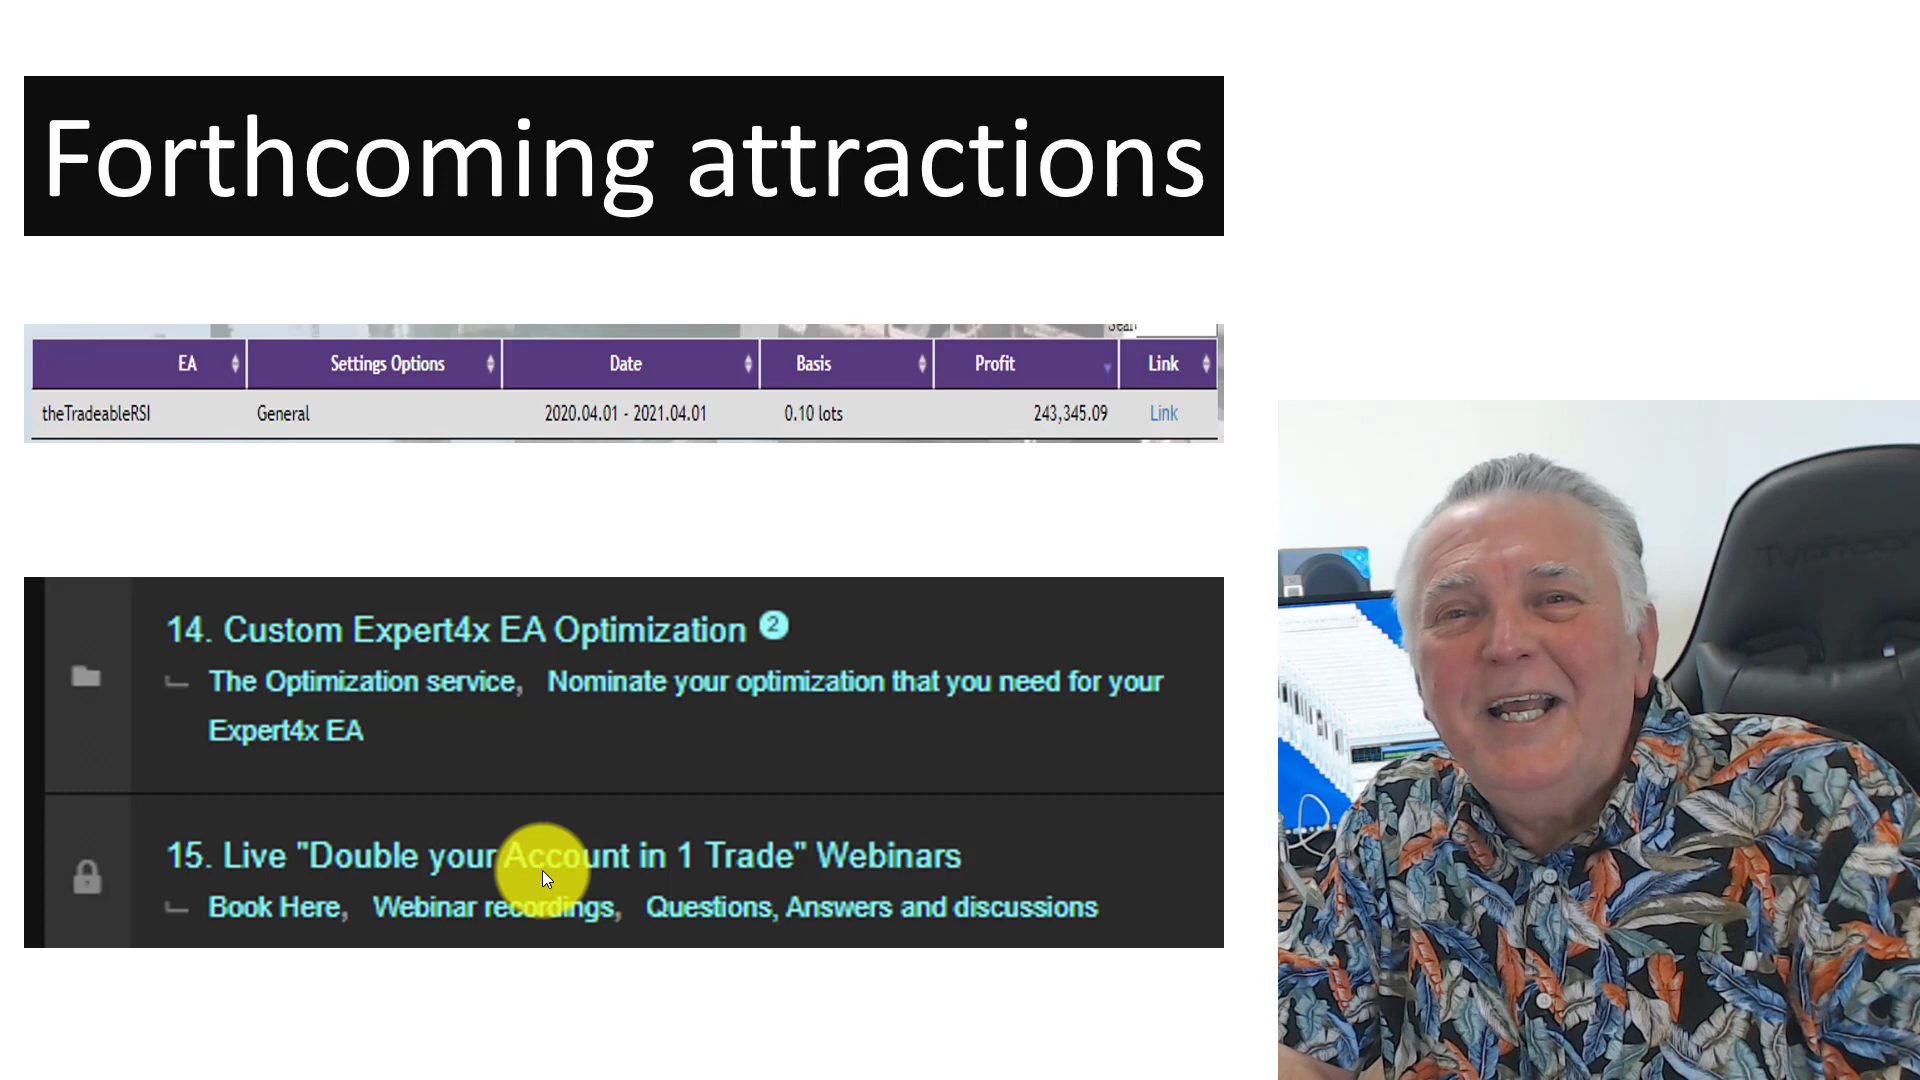 Forthcoming attractions
EA Settings Options Date Basis Profit Link
theTradeableRSI General 2020.04.01 - 2021.04.01 0.10 lots 243,345.09 Link
14. Custom Expert4x EA Optimization 2
The Optimization service, Nominate your optimization that you need for your
Expert4x EA
15. Live "Double your Account in 1 Trade" Webinars
Book Here, Webinar recordings, Questions, Answers and discussions